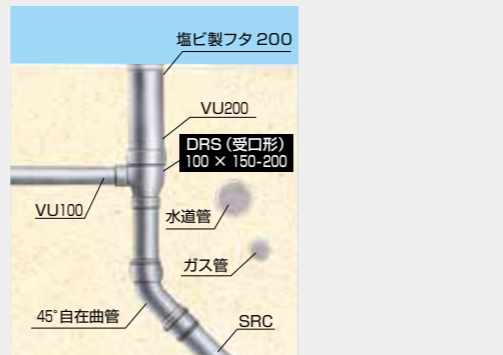 塩ビ製フタ 200
VU200
DRS（受口形）
100 × 150-200
VU100
水道管
ガス管
45°自在曲管
SRC